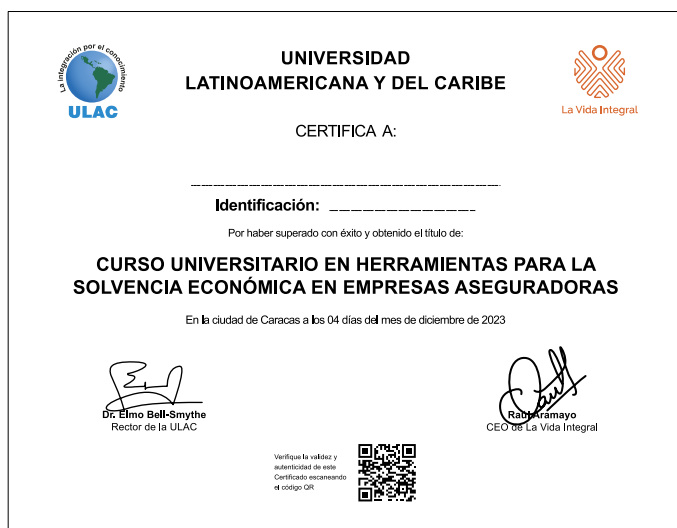 La integración por el conocimiento
ULAC
UNIVERSIDAD
LATINOAMERICANA Y DEL CARIBE
La Vida Integral
CERTIFICA A:
Identificación:
Por haber superado con éxito y obtenido el título de:
CURSO UNIVERSITARIO EN HERRAMIENTAS PARA LA
SOLVENCIA ECONÓMICA EN EMPRESAS ASEGURADORAS
En la ciudad de Caracas a los 04 días del mes de diciembre de 2023
Dr. Elmo Bell-Smythe
Rector de la ULAC
Raúl Aramayo
CEO de La Vida Integral
Verifique la validez y
autenticidad de este
Certificado escaneando
el código QR